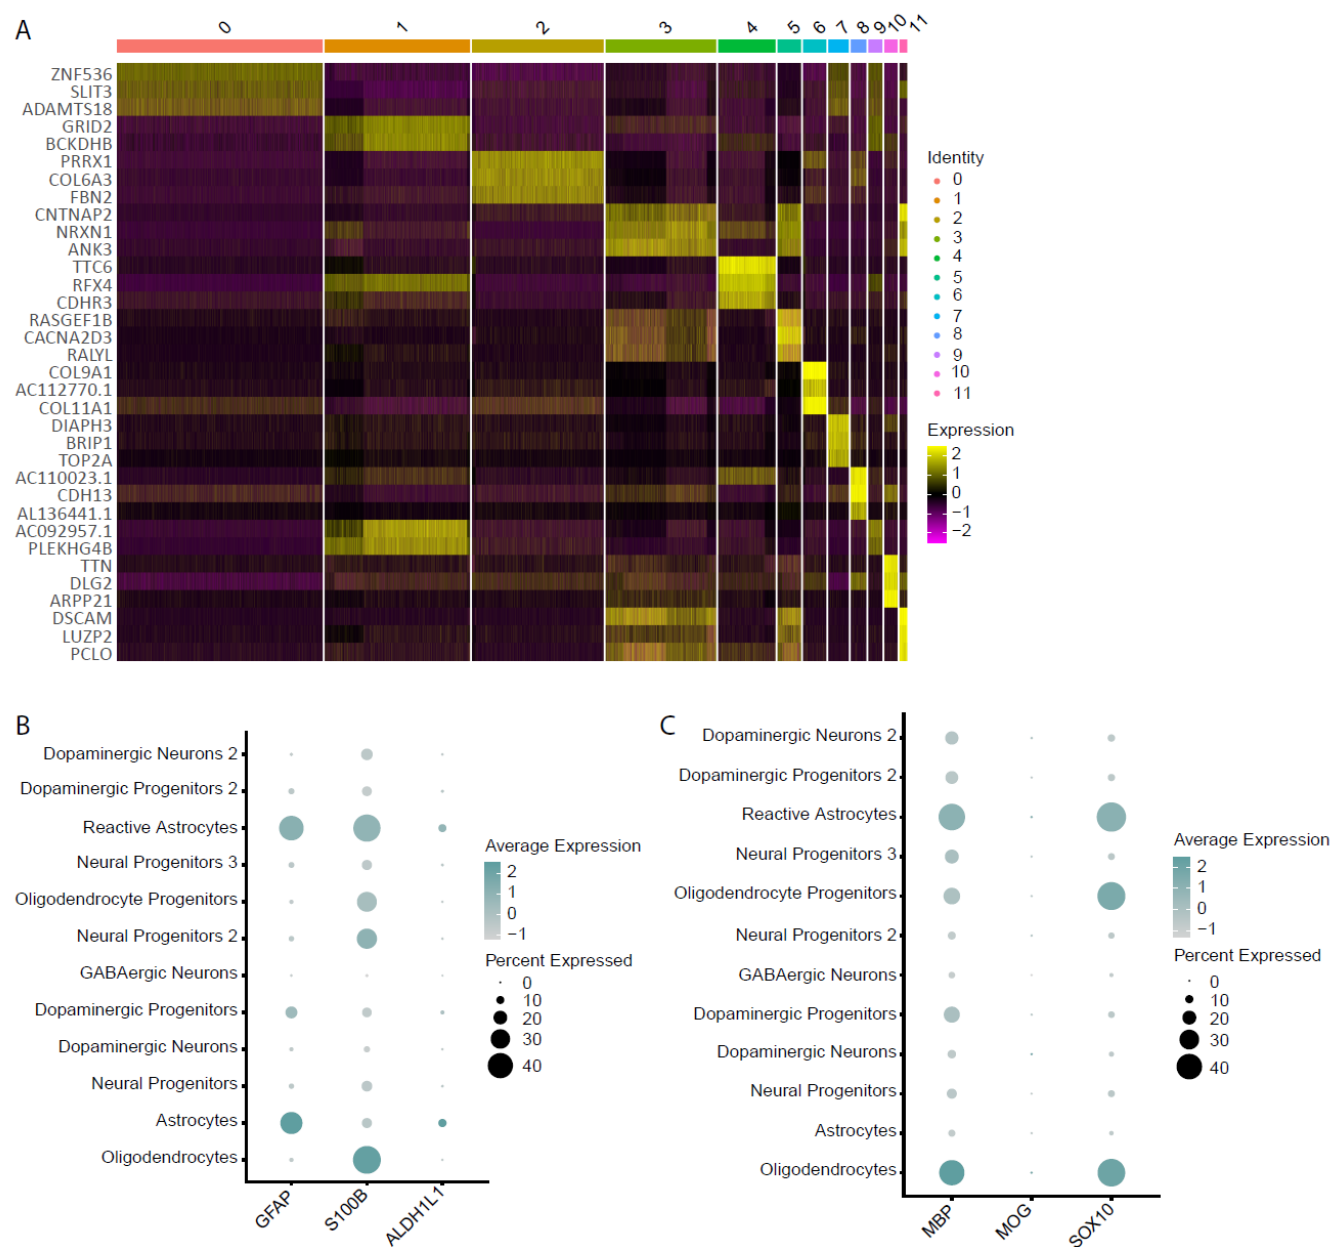 A
0 1 2 3 4 5 6 7 8 9 10 11
ZNF536
SLIT3
ADAMTS18
GRID2
BCKDHB
PRRX1
COL6A3
FBN2
CNTNAP2
NRXN1
ANK3
TTC6
RFX4
CDHR3
RASGEF1B
CACNA2D3
RALYL
COL9A1
AC112770.1
COL11A1
DIAPH3
BRIP1
TOP2A
AC110023.1
CDH13
AL136441.1
AC092957.1
PLEKHG4B
TTN
DLG2
ARPP21
DSCAM
LUZP2
PCLO
Identity
0
1
2
3
4
5
6
7
8
9
10
11
Expression
2
1
0
−1
−2
B
Dopaminergic Neurons 2
Dopaminergic Progenitors 2
Reactive Astrocytes
Neural Progenitors 3
Oligodendrocyte Progenitors
Neural Progenitors 2
GABAergic Neurons
Dopaminergic Progenitors
Dopaminergic Neurons
Neural Progenitors
Astrocytes
Oligodendrocytes
GFAP
S100B
ALDH1L1
Average Expression
2
1
0
−1
Percent Expressed
0
10
20
30
40
C
Dopaminergic Neurons 2
Dopaminergic Progenitors 2
Reactive Astrocytes
Neural Progenitors 3
Oligodendrocyte Progenitors
Neural Progenitors 2
GABAergic Neurons
Dopaminergic Progenitors
Dopaminergic Neurons
Neural Progenitors
Astrocytes
Oligodendrocytes
MBP
MOG
SOX10
Average Expression
2
1
0
−1
Percent Expressed
0
10
20
30
40